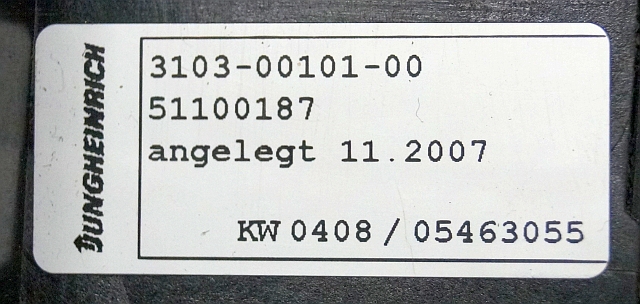 JUNGHEINRICH
3103-00101-00
51100187
angelegt 11.2007
KW 0408 / 05463055